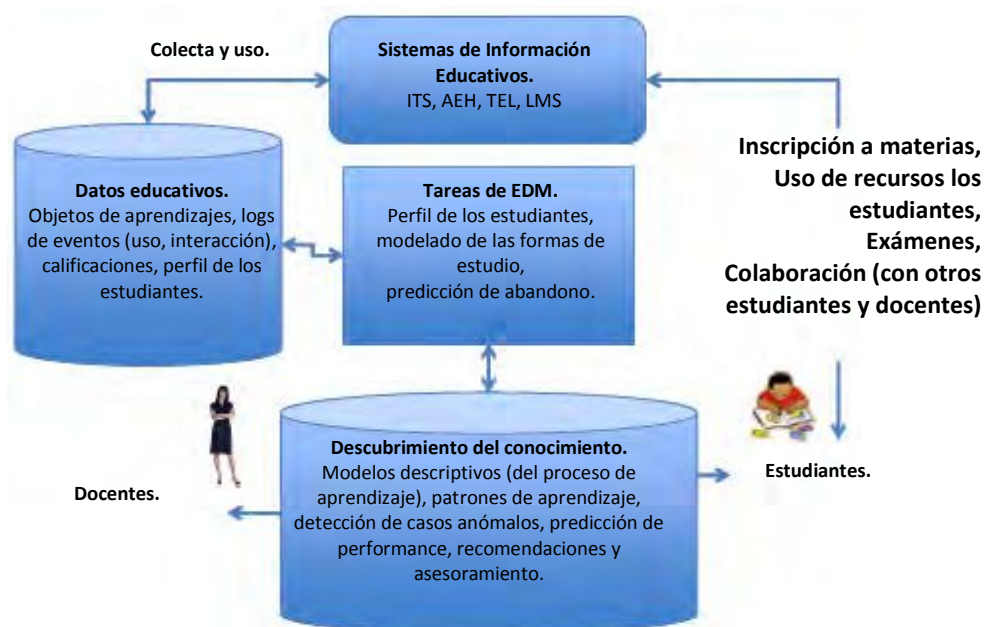 Colecta y uso.
Sistemas de Información
Educativos.
ITS, AEH, TEL, LMS
Datos educativos.
Objetos de aprendizajes, logs
de eventos (uso, interacción),
calificaciones, perfil de los
estudiantes.
Tareas de EDM.
Perfil de los estudiantes,
modelado de las formas de
estudio,
predicción de abandono.
Inscripción a materias,
Uso de recursos los
estudiantes,
Exámenes,
Colaboración (con otros
estudiantes y docentes)
Docentes.
Descubrimiento del conocimiento.
Modelos descriptivos (del proceso de
aprendizaje), patrones de aprendizaje,
detección de casos anómalos, predicción de
performance, recomendaciones y
asesoramiento.
Estudiantes.